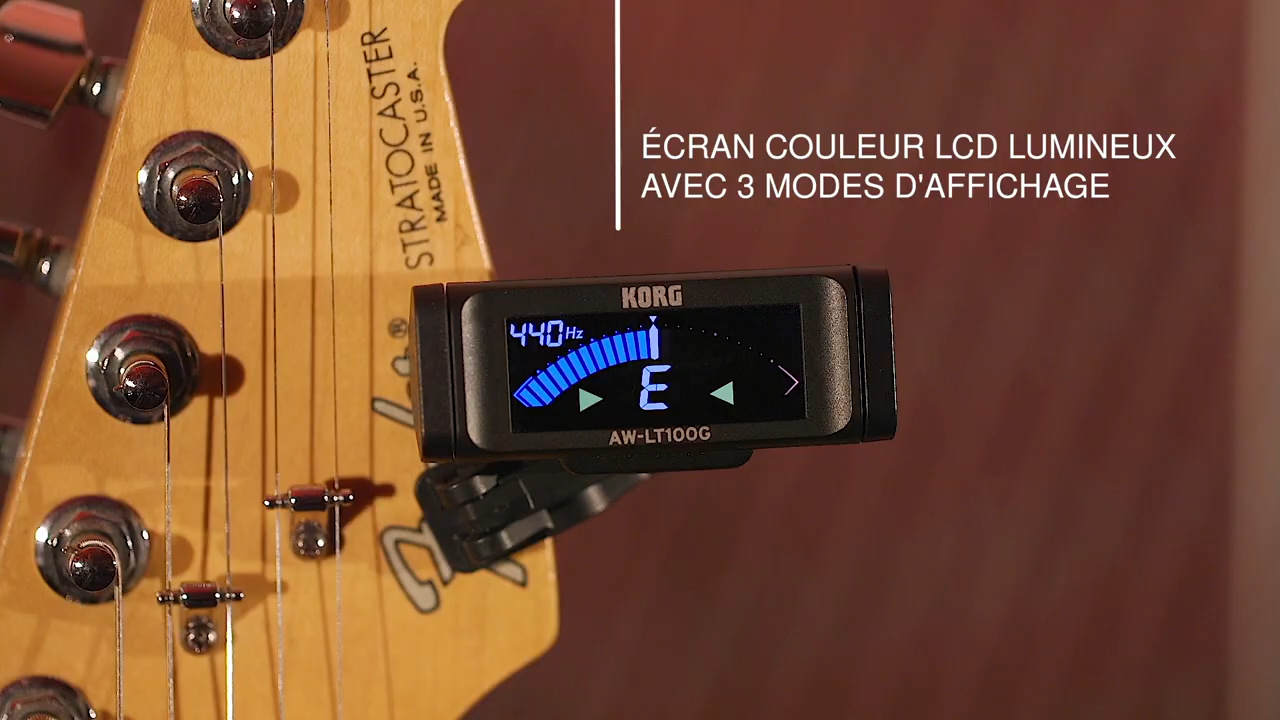 STRATOCASTER
MADE IN U.S.A.
®
ÉCRAN COULEUR LCD LUMINEUX
AVEC 3 MODES D'AFFICHAGE
KORG
440Hz
E
AW-LT100G